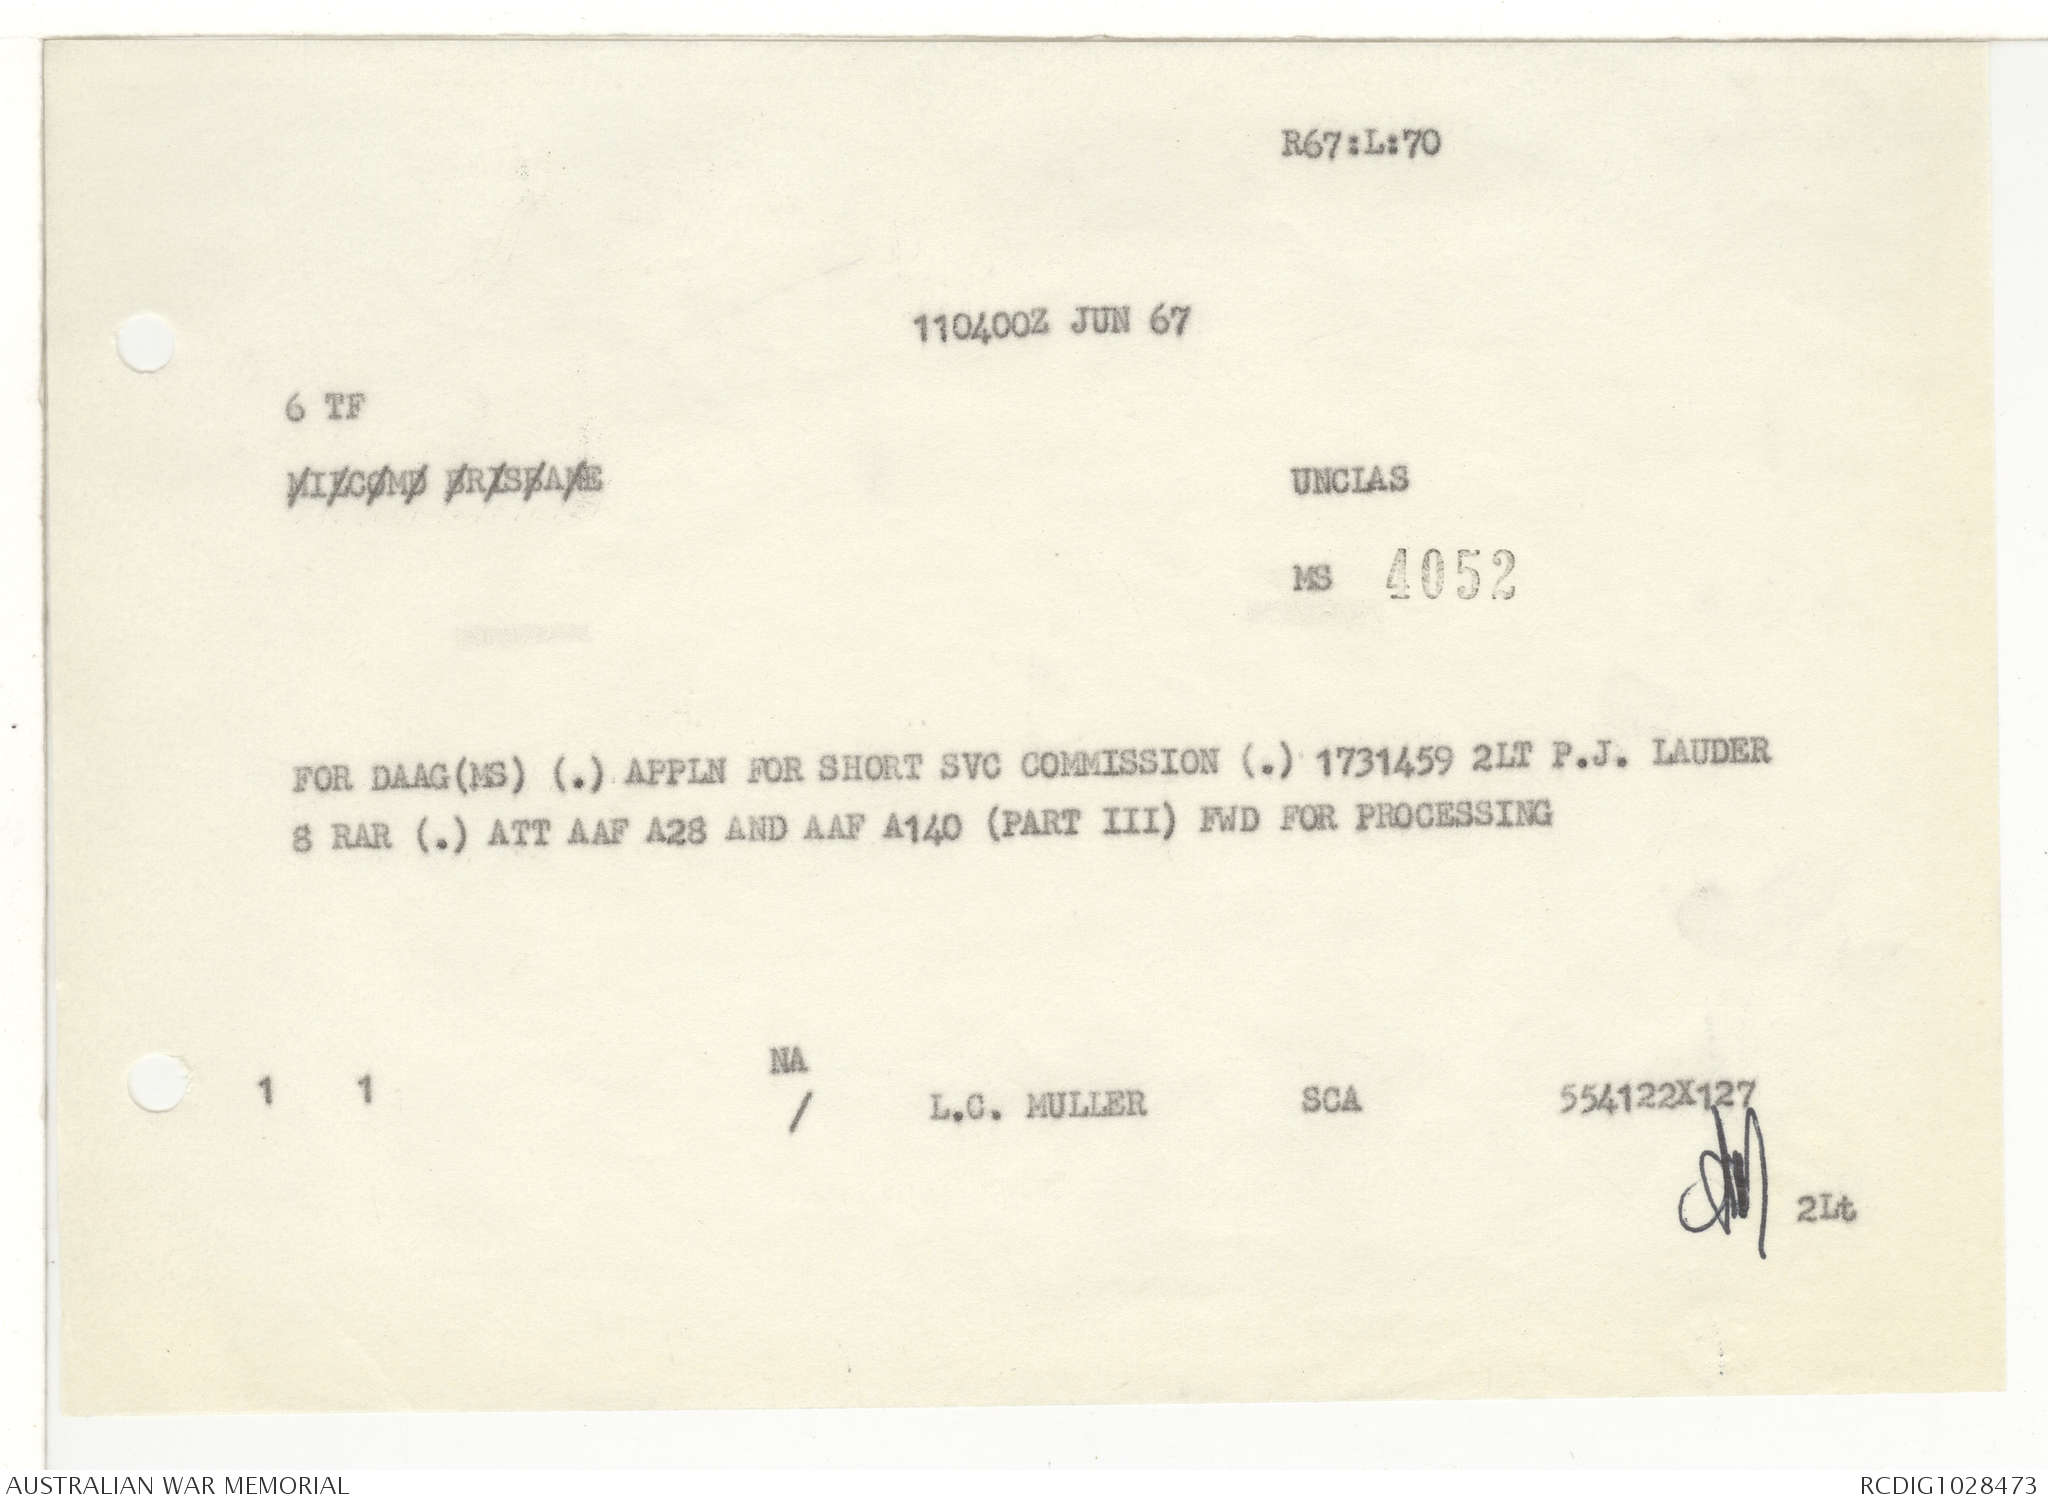 R67:L:70
110400Z JUN 67
6 TF
MILCOMD BRISBANE
UNCLAS
MS 4052
FOR DAAG(MS) (.) APPLN FOR SHORT SVC COMMISSION (.) 1731459 2LT P.J. LAUDER
8 RAR (.) ATT AAF A28 AND AAF A140 (PART III) FWD FOR PROCESSING
1 1 NA / L.C. MULLER SCA 554122X127
2Lt
AUSTRALIAN WAR MEMORIAL RCDIG1028473